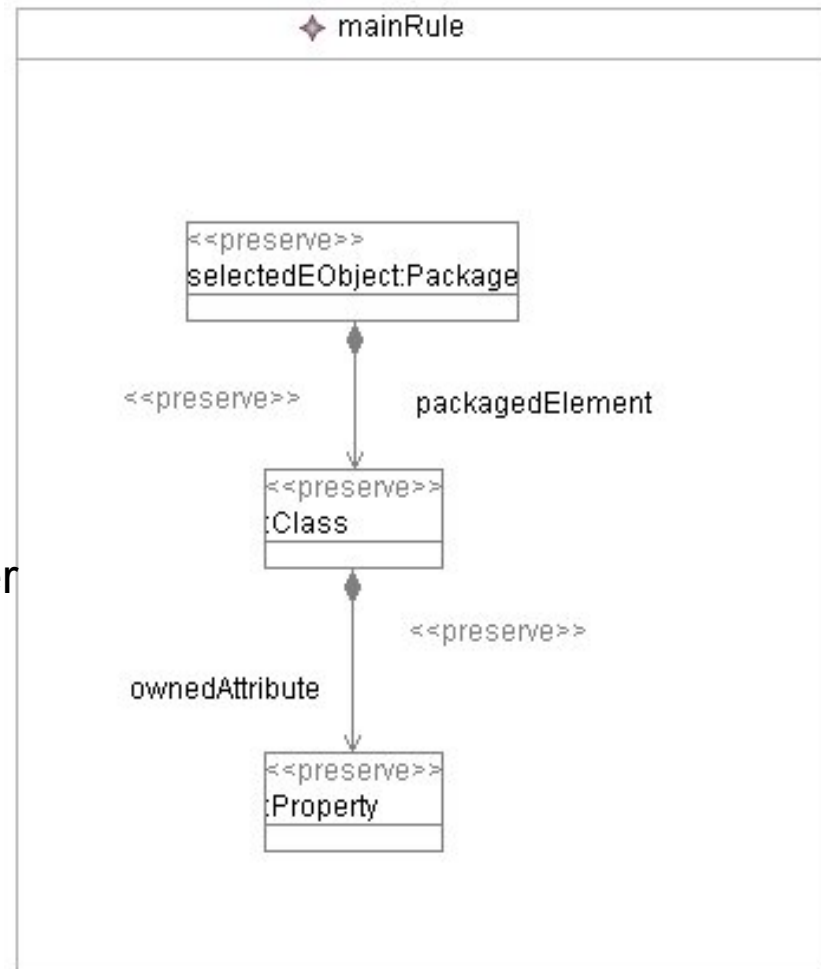 mainRule
<<preserve>>
selectedEObject:Package
<<preserve>>
packagedElement
<<preserve>>
:Class
r
<<preserve>>
ownedAttribute
<<preserve>>
:Property